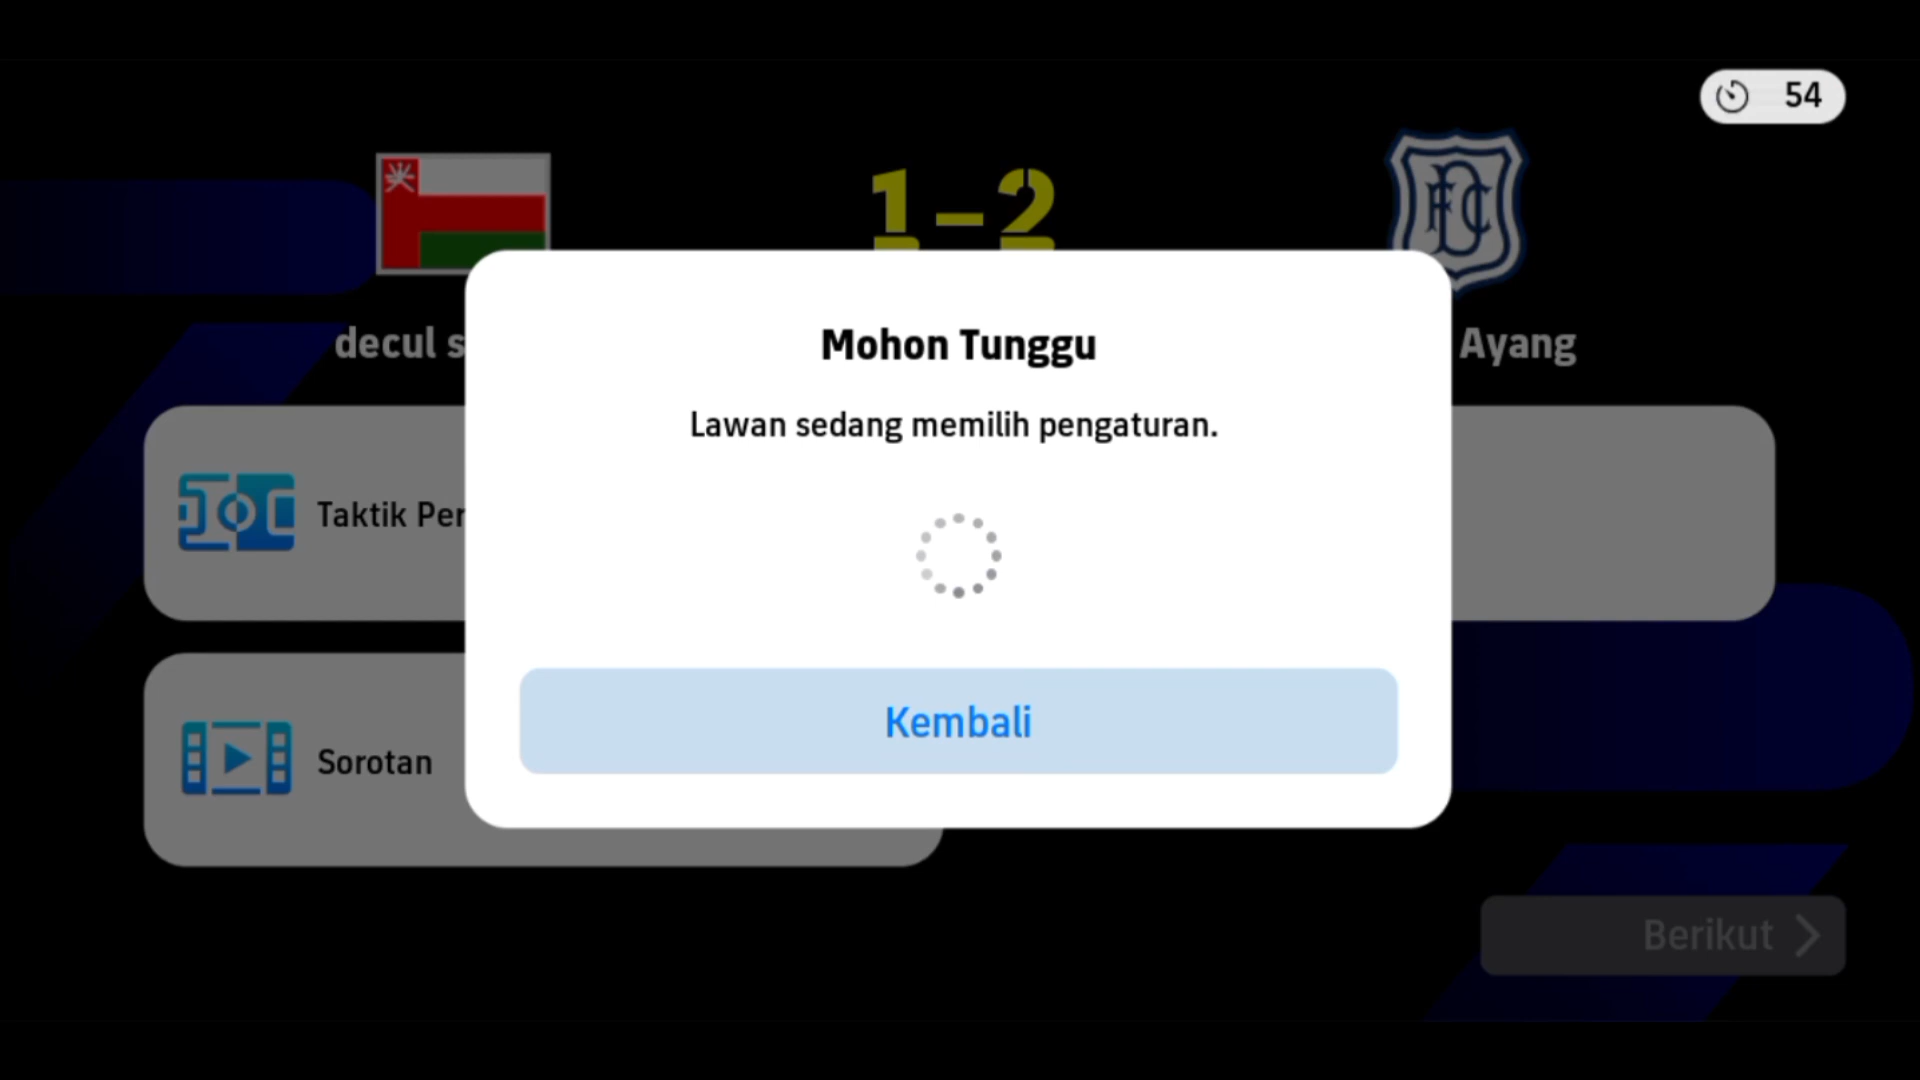 54
1-2
decul s
Ayang
Mohon Tunggu
Lawan sedang memilih pengaturan.
Taktik Per
Kembali
Sorotan
Berikut